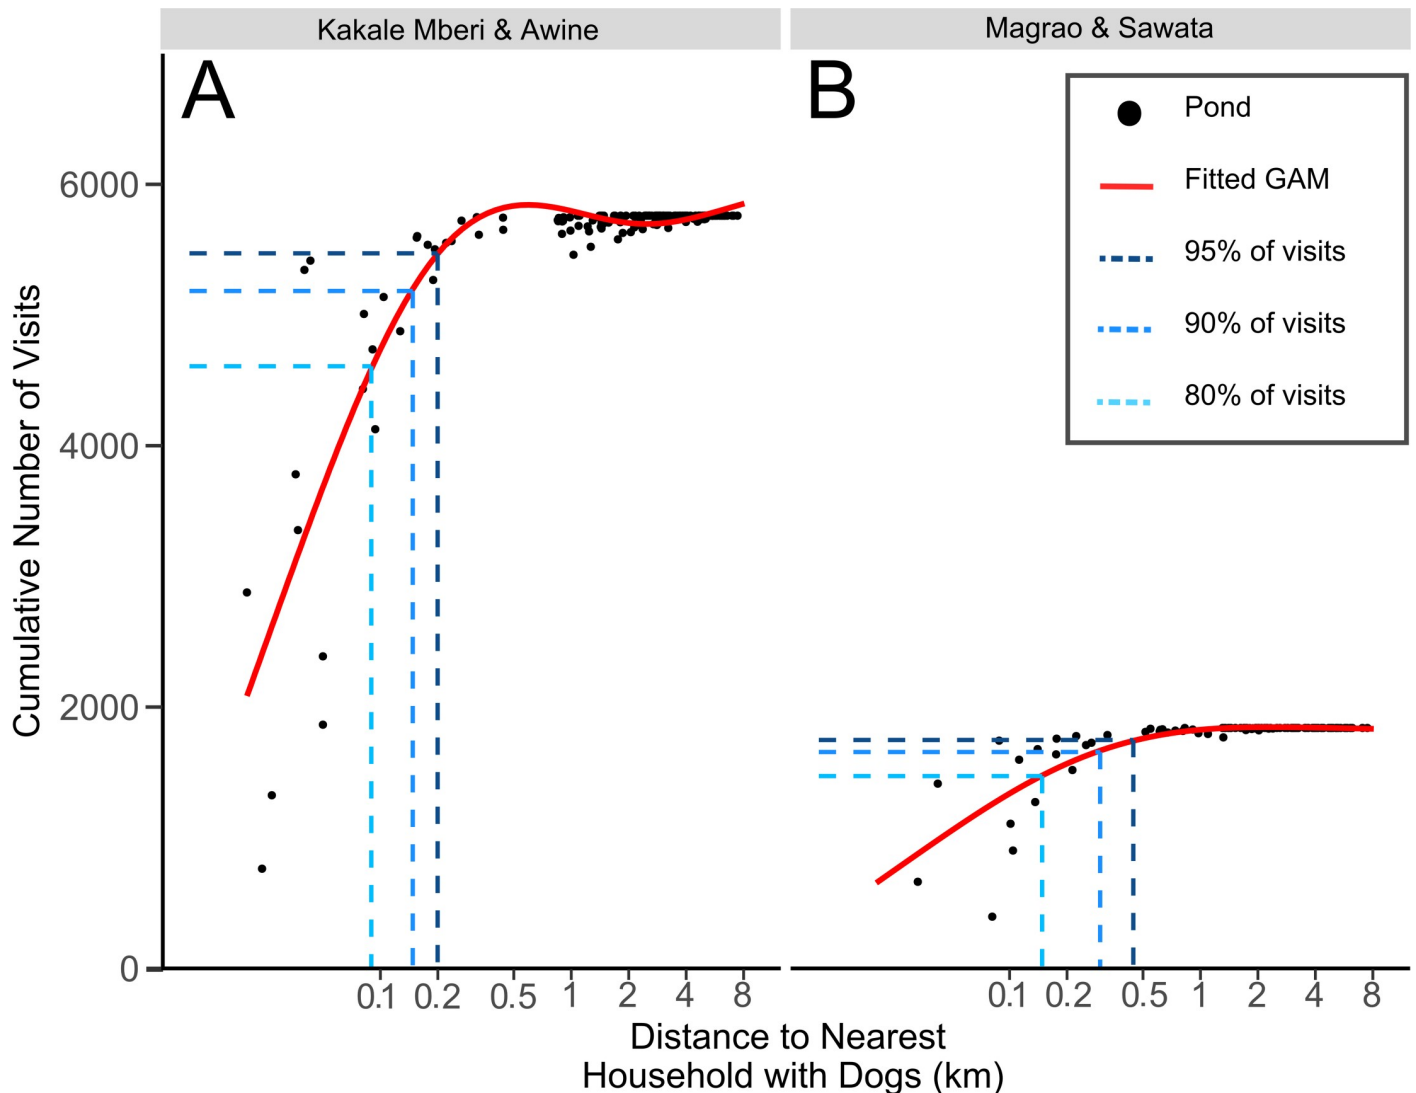 Kakale Mberi & Awine
Magrao & Sawata
A
B
Pond
Fitted GAM
95% of visits
90% of visits
80% of visits
Cumulative Number of Visits
6000
4000
2000
0
0.1 0.2 0.5 1 2 4 8
0.1 0.2 0.5 1 2 4 8
Distance to Nearest
Household with Dogs (km)